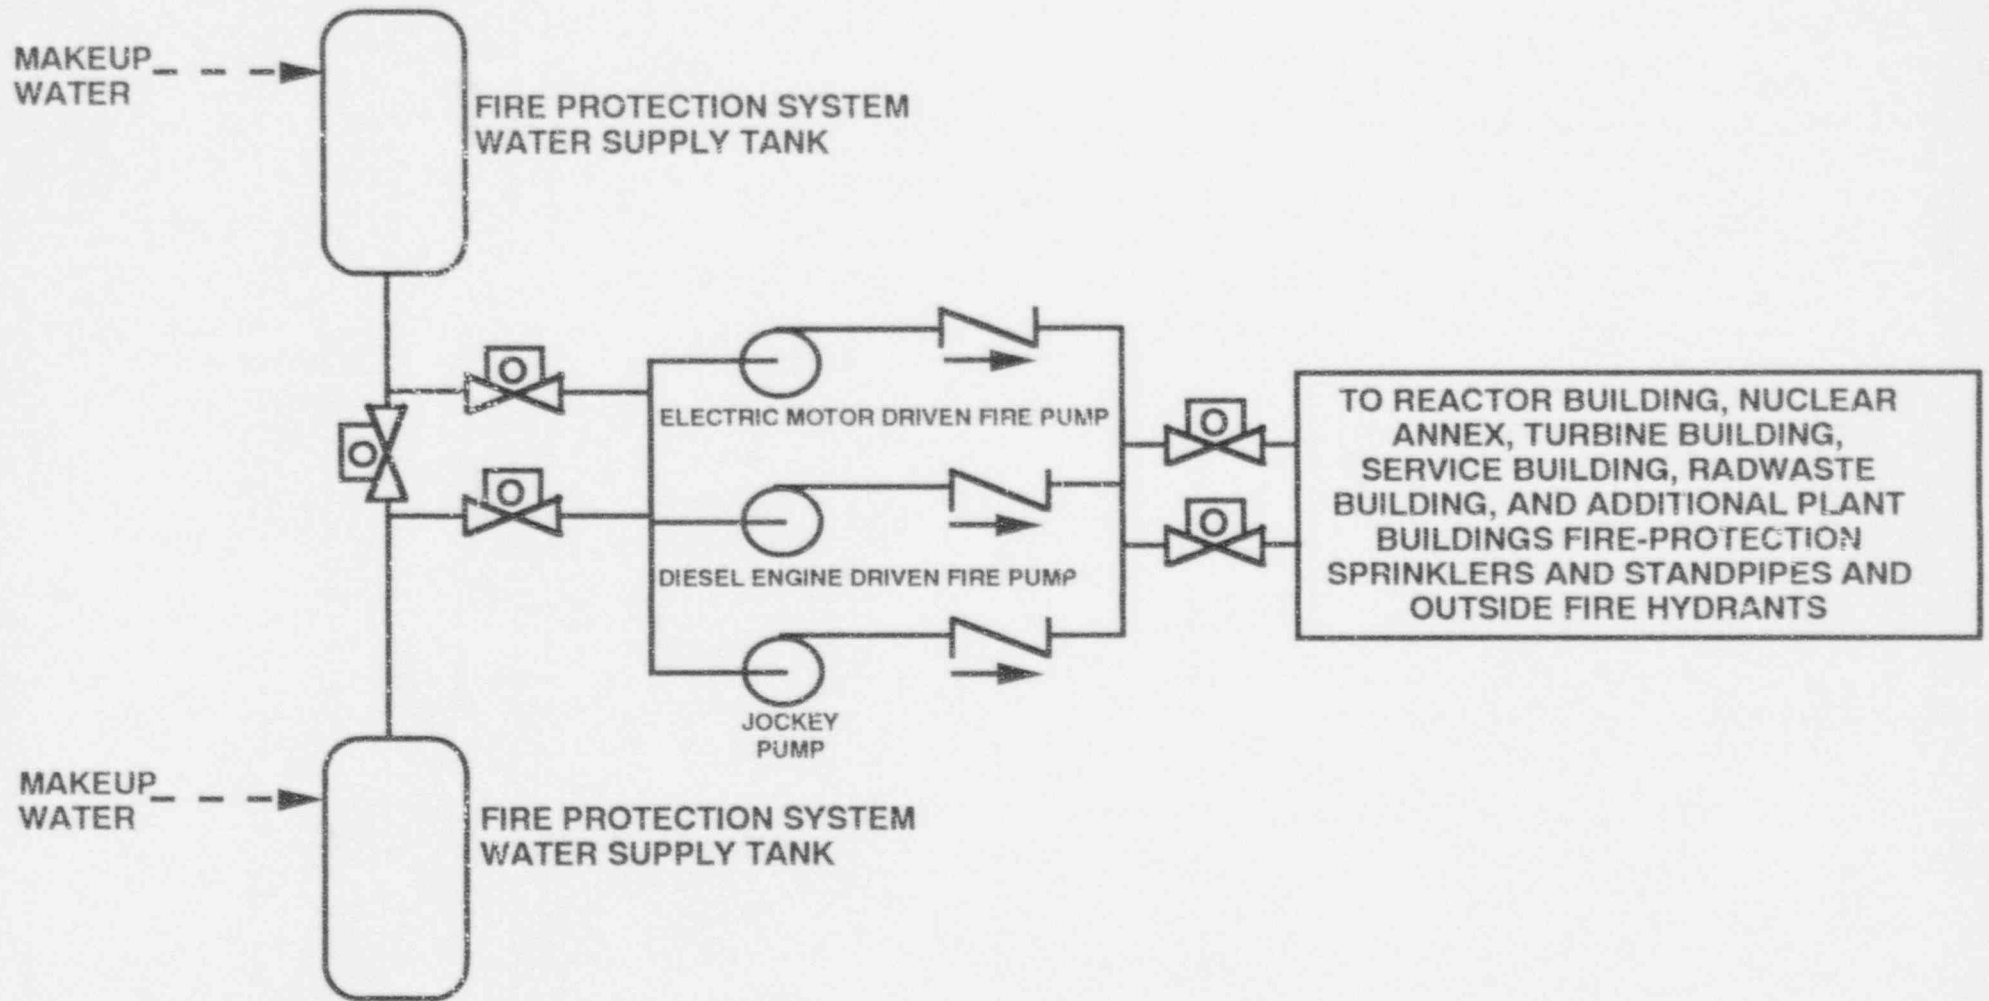 MAKEUP
WATER
FIRE PROTECTION SYSTEM
WATER SUPPLY TANK
O
O
O
O
O
ELECTRIC MOTOR DRIVEN FIRE PUMP
DIESEL ENGINE DRIVEN FIRE PUMP
JOCKEY
PUMP
TO REACTOR BUILDING, NUCLEAR
ANNEX, TURBINE BUILDING,
SERVICE BUILDING, RADWASTE
BUILDING, AND ADDITIONAL PLANT
BUILDINGS FIRE-PROTECTION
SPRINKLERS AND STANDPIPES AND
OUTSIDE FIRE HYDRANTS
MAKEUP
WATER
FIRE PROTECTION SYSTEM
WATER SUPPLY TANK